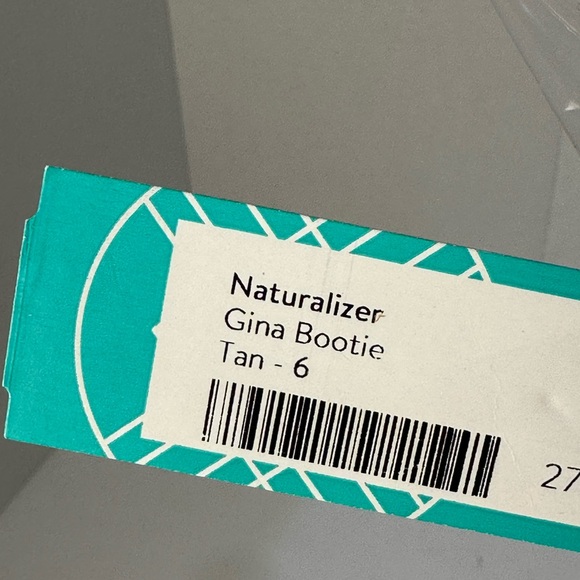 Naturalizer
Gina Bootie
Tan - 6
27